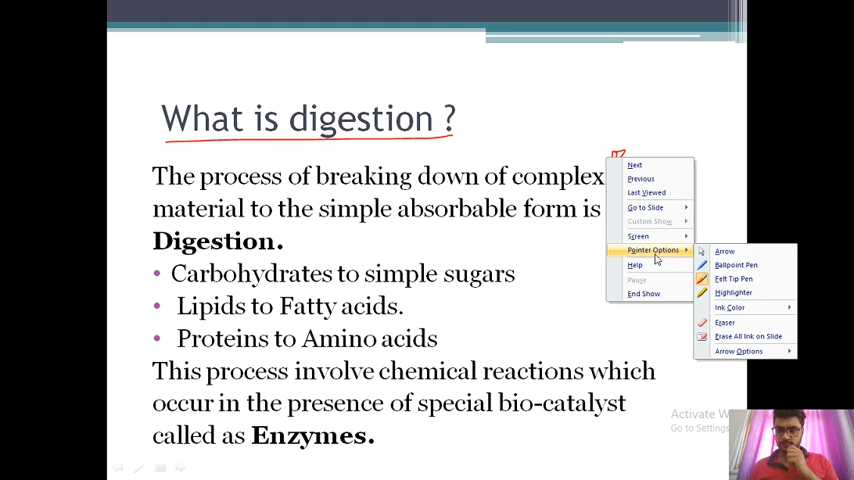 What is digestion ?
The process of breaking down of complex
material to the simple absorbable form is
Digestion.
• Carbohydrates to simple sugars
• Lipids to Fatty acids.
• Proteins to Amino acids
This process involve chemical reactions which
occur in the presence of special bio-catalyst
called as Enzymes.
Next
Previous
Last Viewed
Go to Slide
Custom Show
Screen
Pointer Options
Help
Pause
End Show
Arrow
Ballpoint Pen
Felt Tip Pen
Highlighter
Ink Color
Eraser
Erase All Ink on Slide
Arrow Options
Activate W
Go to Settings